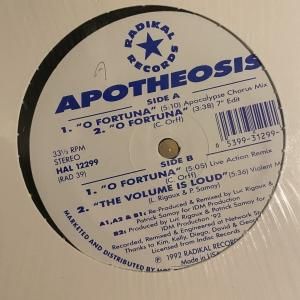 RADIKAL
RECORDS
A
APOTHEOSIS
SIDE A
1. "O FORTUNA" (5:10) Apocalypse Chorus Mix
2. "O FORTUNA" (3:38) 7" Edit
(C. Orff)
33⅓ RPM
STEREO
HAL 12299
(RAD 39)
5399-31299-
SIDE B
1. "O FORTUNA" (5:05) Live Action Remix
(C. Orff)
2. "THE VOLUME IS LOUD" (5:36) Violent M
(L. Rigaux & P. Samoy)
A1,A2 & B1: Re-Produced & Remixed by Luc Rigaux &
Patrick Samoy for IDM Production
B2: Produced by Luc Rigaux & Patrick Samoy for
IDM Production '92
Recorded, Remixed & Engineered at Network St
Thanks to Kim, Kelly, Diego, David &
Licensed from Indisc Records
℗ 1992 RADIKAL RECOR
Made in USA
MARKETED AND DISTRIBUTED BY